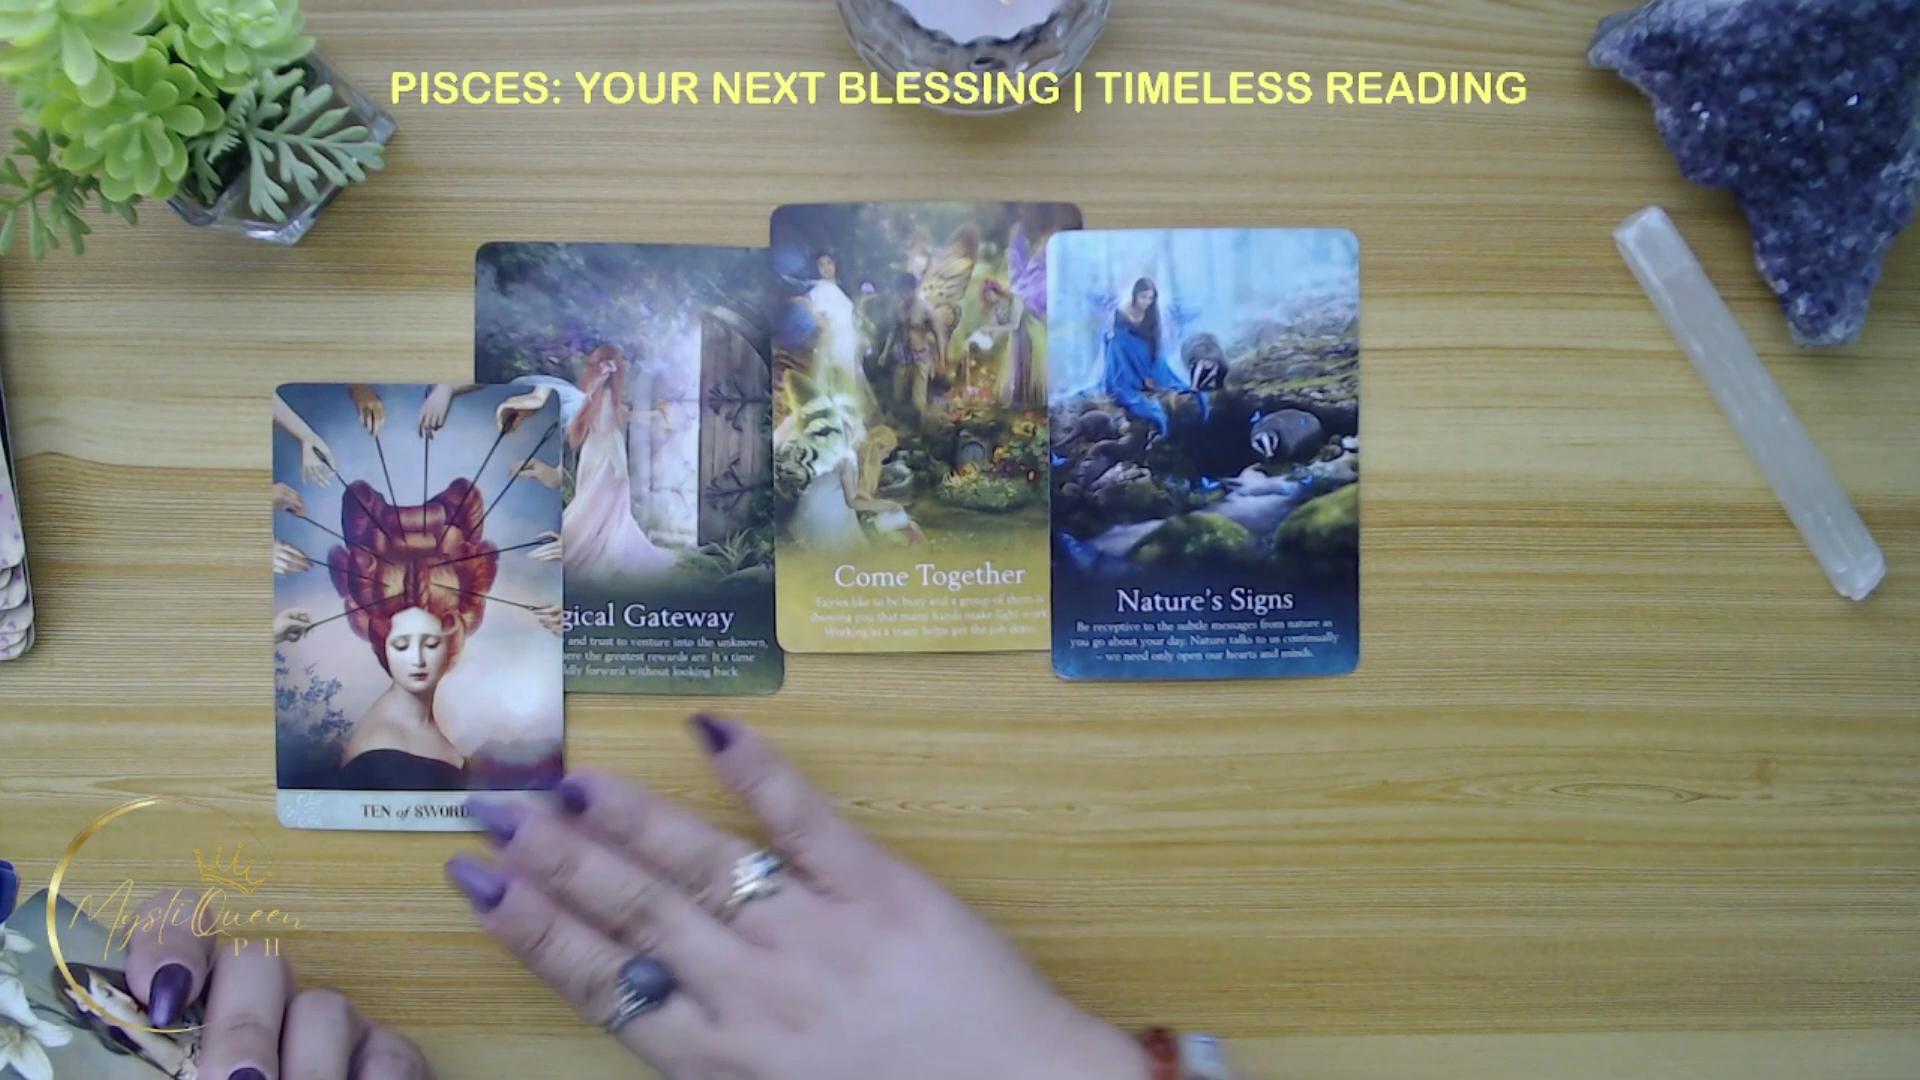 PISCES: YOUR NEXT BLESSING | TIMELESS READING
gical Gateway
and trust to venture into the unknown,
ere the greatest rewards are. It's time
dly forward without looking back.
Come Together
Fairies like to be busy and a group of them is
showing you that many hands make light work.
Working as a team helps get the job done.
Nature's Signs
Be receptive to the subtle messages from nature as
you go about your day. Nature talks to us continually
– we need only open our hearts and minds.
TEN of SWORDS
MystiQueen
PH